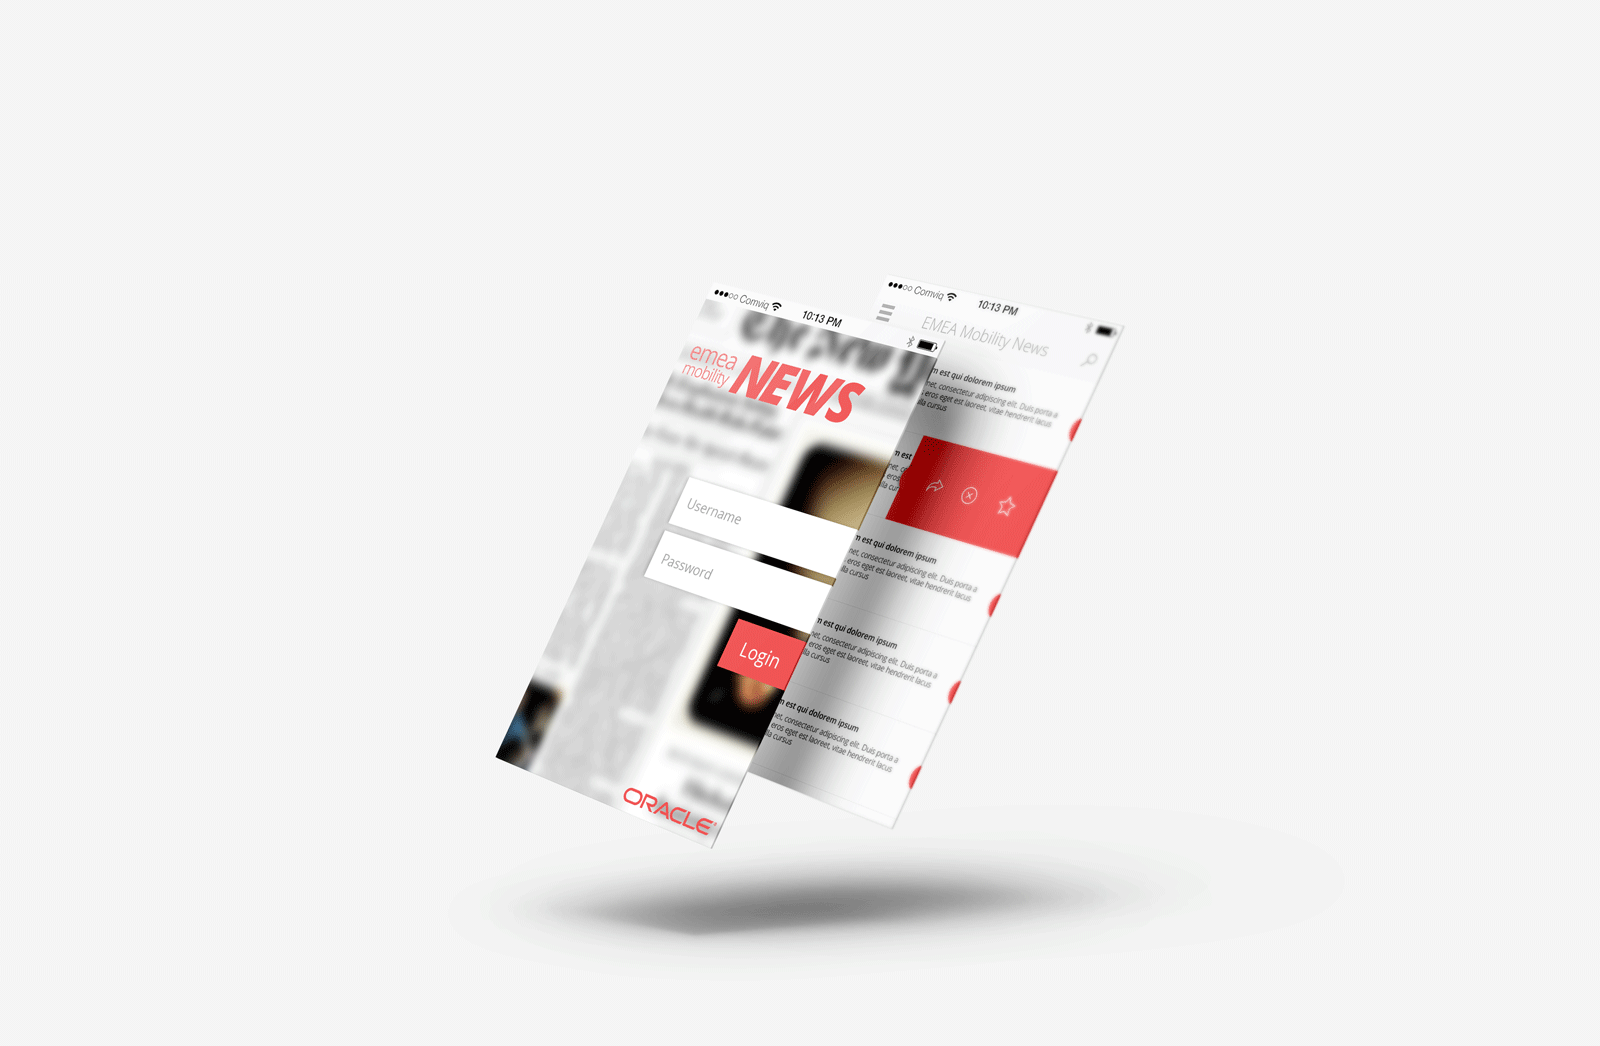 Comviq
10:13 PM
emea
mobility
NEWS
The New
Username
Password
Login
ORACLE
Comviq
10:13 PM
EMEA Mobility News
m est qui dolorem ipsum
net, consectetur adipiscing elit. Duis porta a
eros eget est laoreet, vitae hendrerit lacus
lla cursus
m est
net,
eros
lla cur
m est qui dolorem ipsum
net, consectetur adipiscing elit. Duis porta a
eros eget est laoreet, vitae hendrerit lacus
lla cursus
m est qui dolorem ipsum
net, consectetur adipiscing elit. Duis porta a
eros eget est laoreet, vitae hendrerit lacus
lla cursus
m est qui dolorem ipsum
net, consectetur adipiscing elit. Duis porta a
eros eget est laoreet, vitae hendrerit lacus
lla cursus